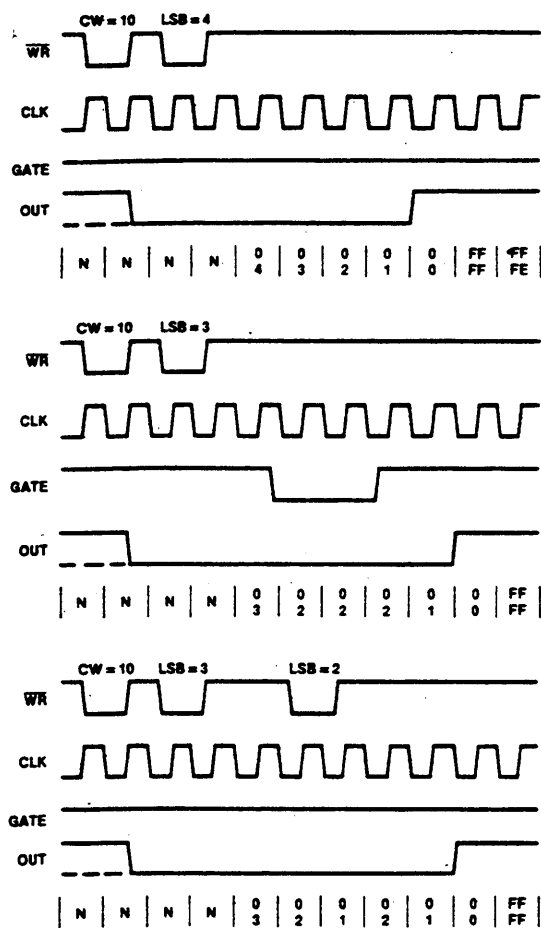 CW = 10 LSB = 4
WR
CLK
GATE
OUT
N N N N 0 0 0 0 0 FF FF
4 3 2 1 0 FF FE
CW = 10 LSB = 3
WR
CLK
GATE
OUT
N N N N 0 0 0 0 0 0 FF
3 2 2 2 1 0 FF
CW = 10 LSB = 3 LSB = 2
WR
CLK
GATE
OUT
N N N N 0 0 0 0 0 0 FF
3 2 1 2 1 0 FF